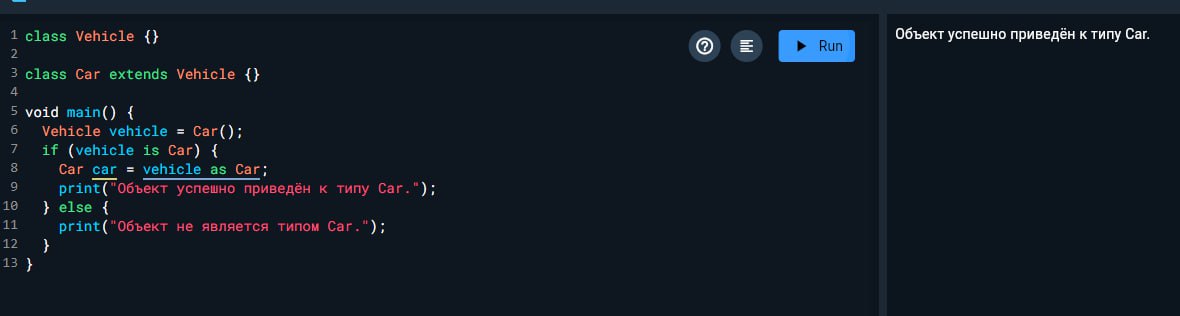 1 class Vehicle {}
2
3 class Car extends Vehicle {}
4
5 void main() {
6   Vehicle vehicle = Car();
7   if (vehicle is Car) {
8     Car car = vehicle as Car;
9     print("Объект успешно приведён к типу Car.");
10   } else {
11     print("Объект не является типом Car.");
12   }
13 }
Run
Объект успешно приведён к типу Car.